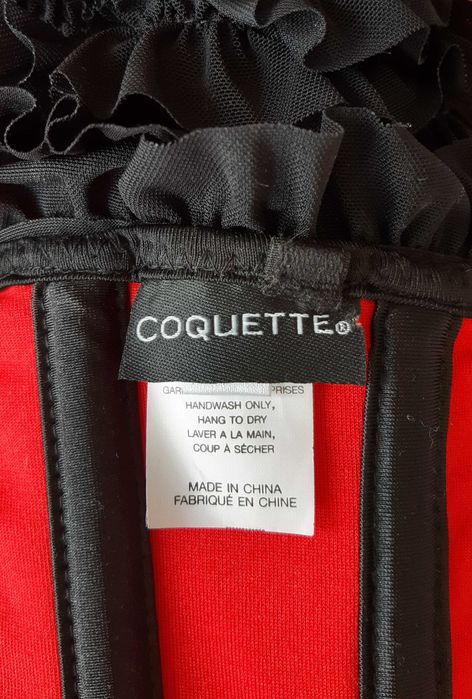 COQUETTE®
HANDWASH ONLY,
HANG TO DRY
LAVER A LA MAIN,
COUP A SÉCHER
MADE IN CHINA
FABRIQUÉ EN CHINE